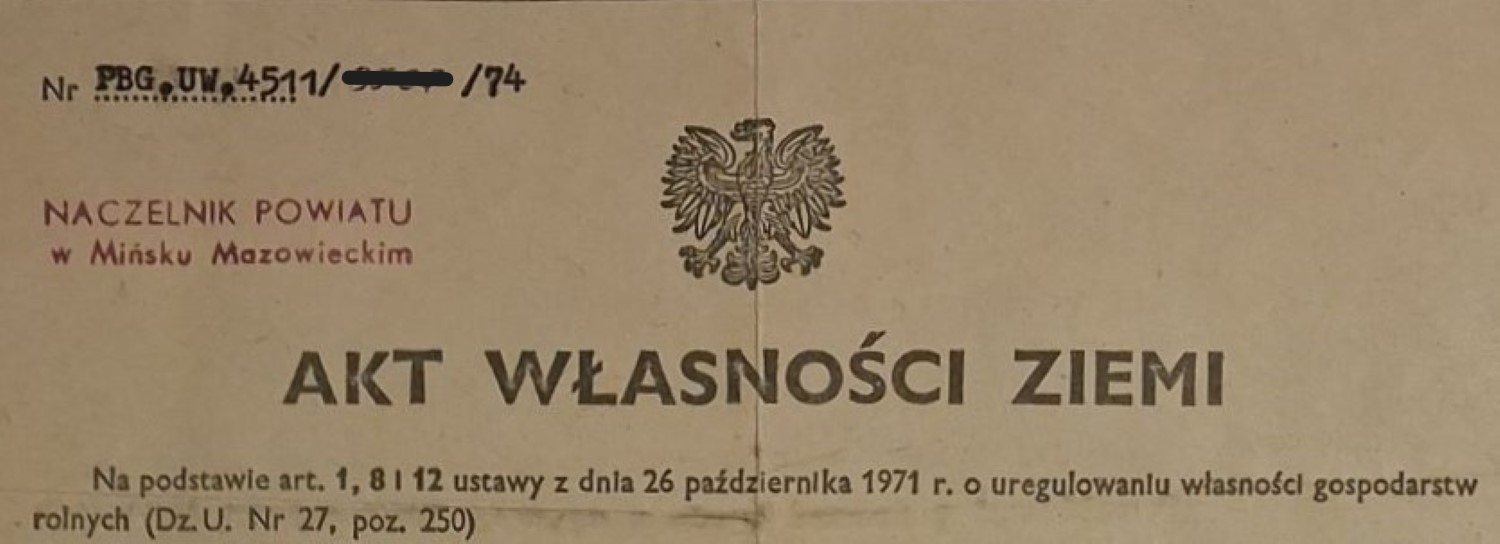 Nr PBG.UW.4511/ /74
NACZELNIK POWIATU
w Mińsku Mazowieckim
AKT WŁASNOŚCI ZIEMI
Na podstawie art. 1, 8 i 12 ustawy z dnia 26 października 1971 r. o uregulowaniu własności gospodarstw
rolnych (Dz. U. Nr 27, poz. 250)